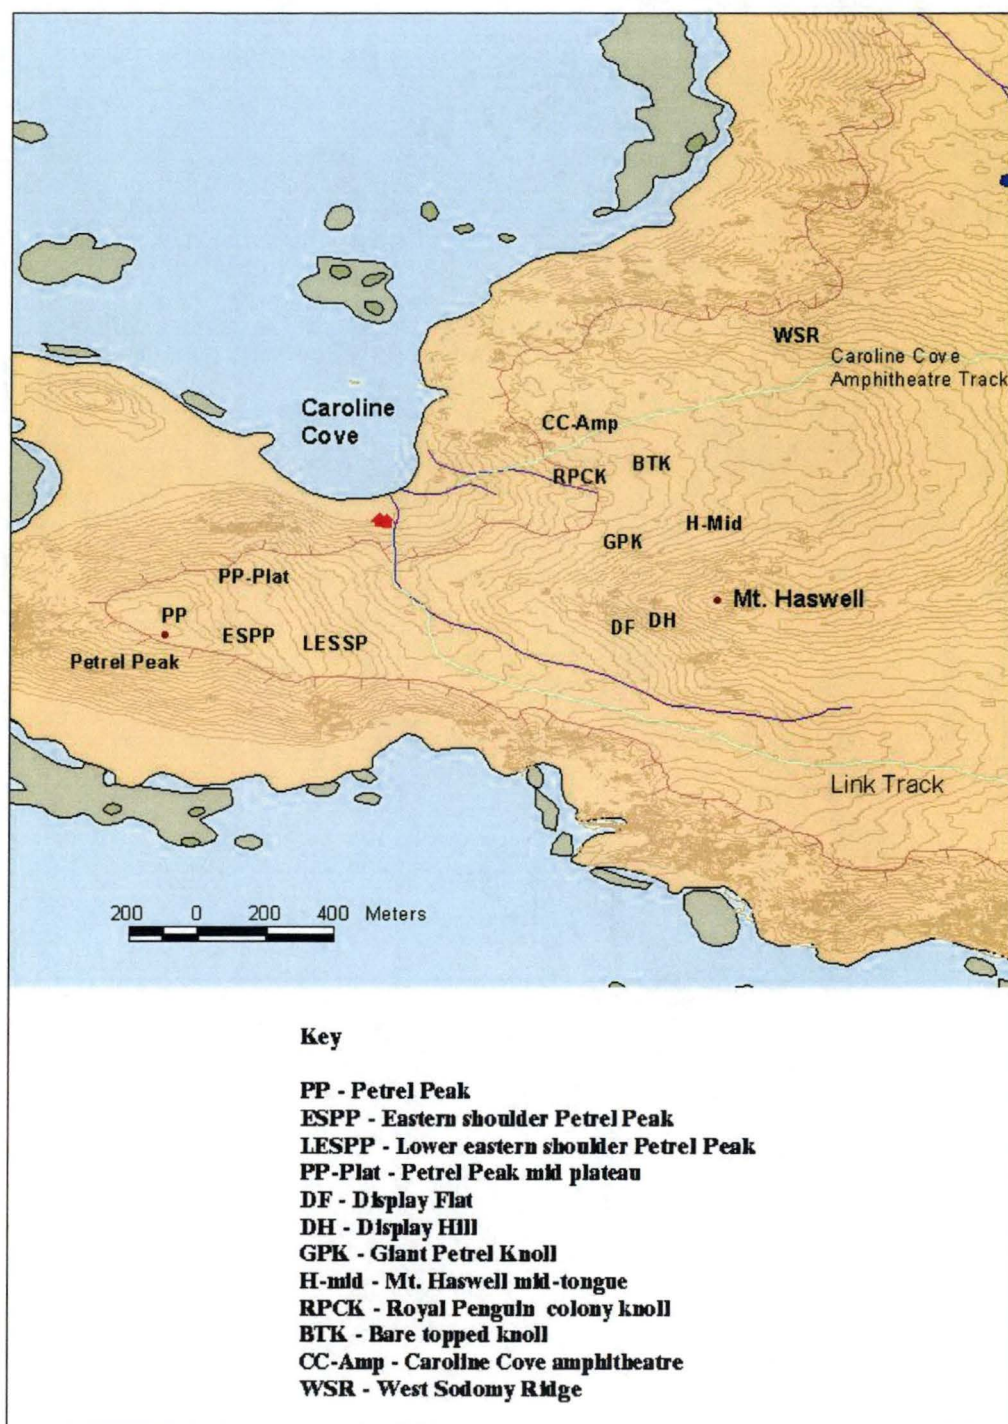 WSR
Caroline Cove
Amphitheatre Track
Caroline
Cove
CC-Amp
BTK
RPCK
H-Mid
GPK
PP-Plat
Mt. Haswell
PP
DH
DF
ESPP
LESSP
Petrel Peak
Link Track
200 0 200 400 Meters
Key
PP - Petrel Peak
ESPP - Eastern shoulder Petrel Peak
LESPP - Lower eastern shoulder Petrel Peak
PP-Plat - Petrel Peak mid plateau
DF - Display Flat
DH - Display Hill
GPK - Giant Petrel Knoll
H-mid - Mt. Haswell mid-tongue
RPCK - Royal Penguin colony knoll
BTK - Bare topped knoll
CC-Amp - Caroline Cove amphitheatre
WSR - West Sodomy Ridge